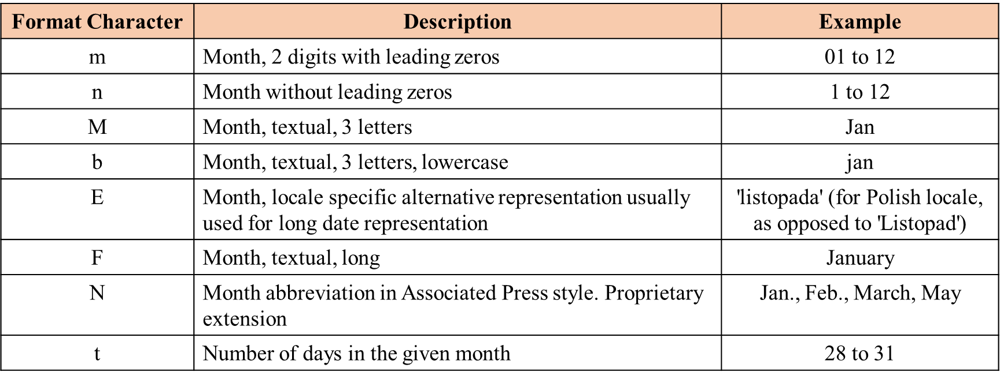 Format Character Description Example
m Month, 2 digits with leading zeros 01 to 12
n Month without leading zeros 1 to 12
M Month, textual, 3 letters Jan
b Month, textual, 3 letters, lowercase jan
E Month, locale specific alternative representation usually 'listopada' (for Polish locale,
used for long date representation as opposed to 'Listopad')
F Month, textual, long January
N Month abbreviation in Associated Press style. Proprietary Jan., Feb., March, May
extension
t Number of days in the given month 28 to 31